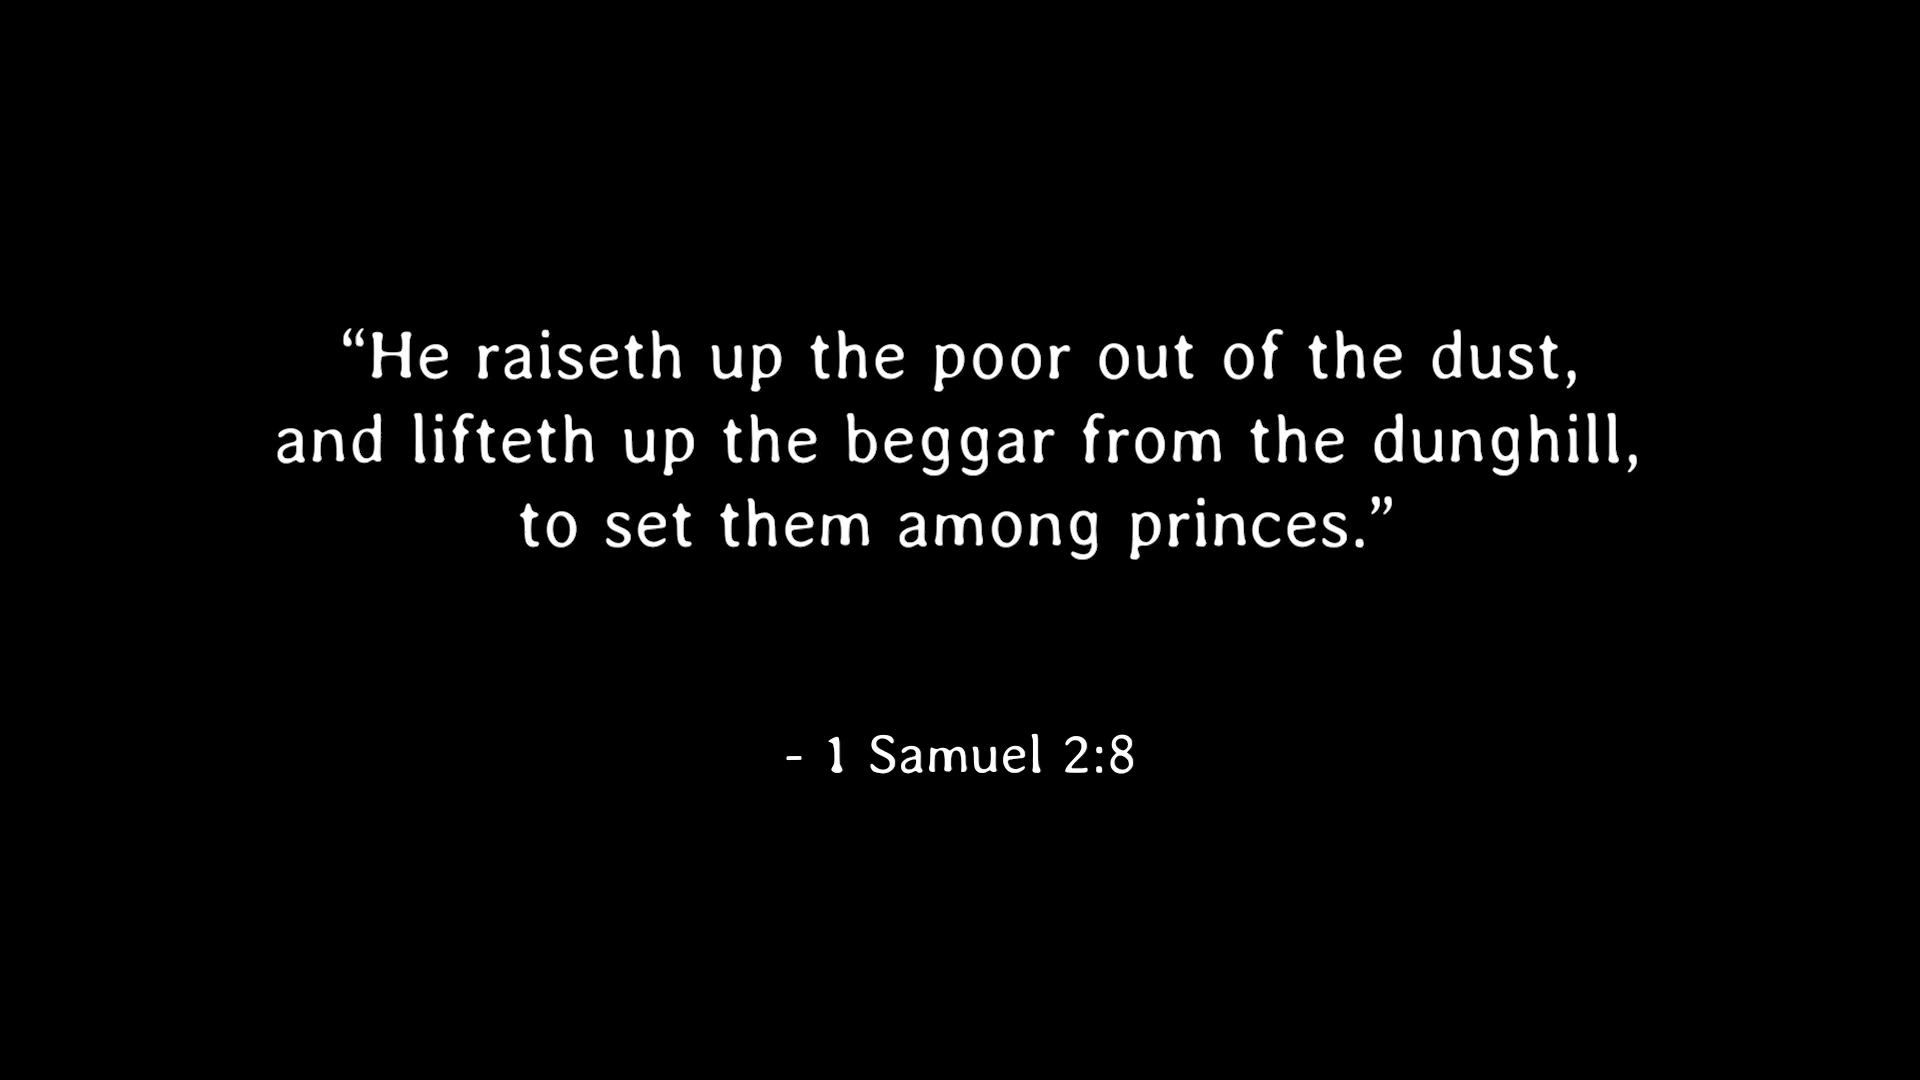 “He raiseth up the poor out of the dust,
and lifteth up the beggar from the dunghill,
to set them among princes.”
- 1 Samuel 2:8